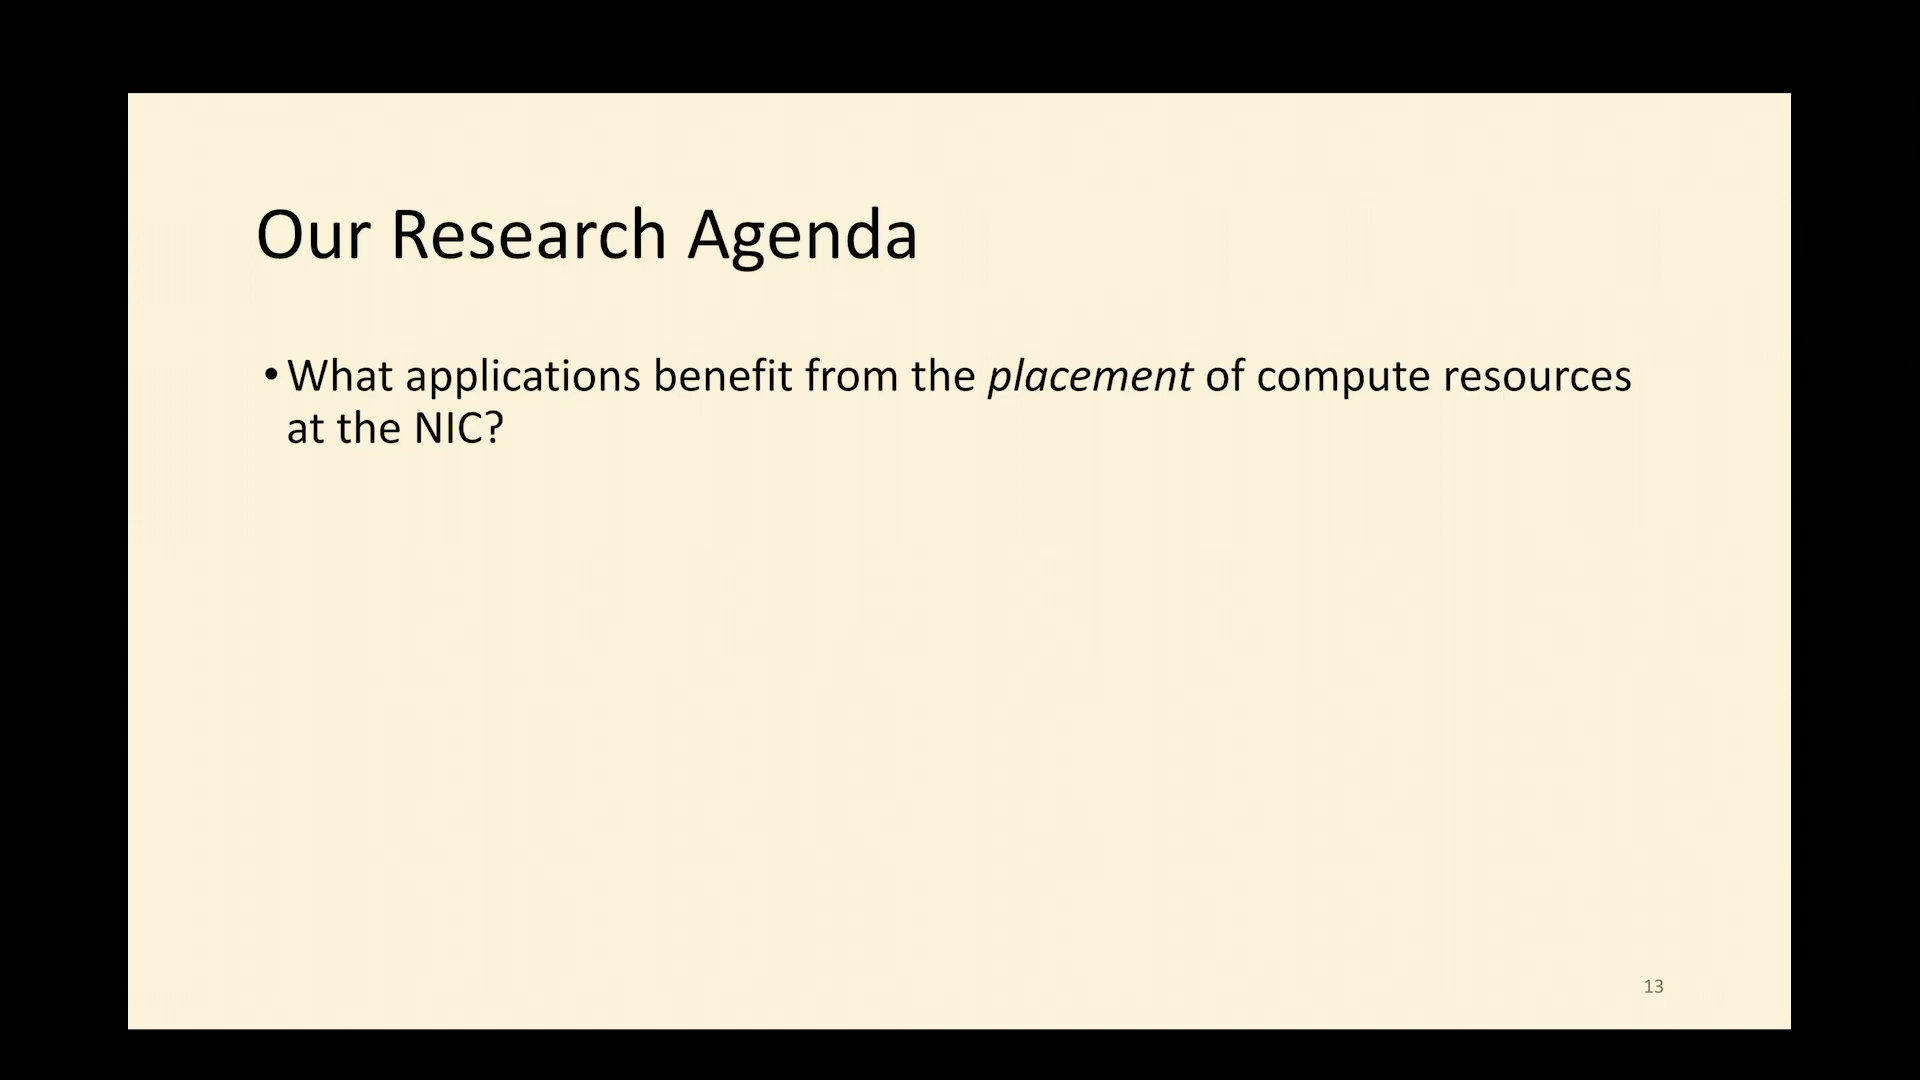 Our Research Agenda
• What applications benefit from the placement of compute resources
at the NIC?
13